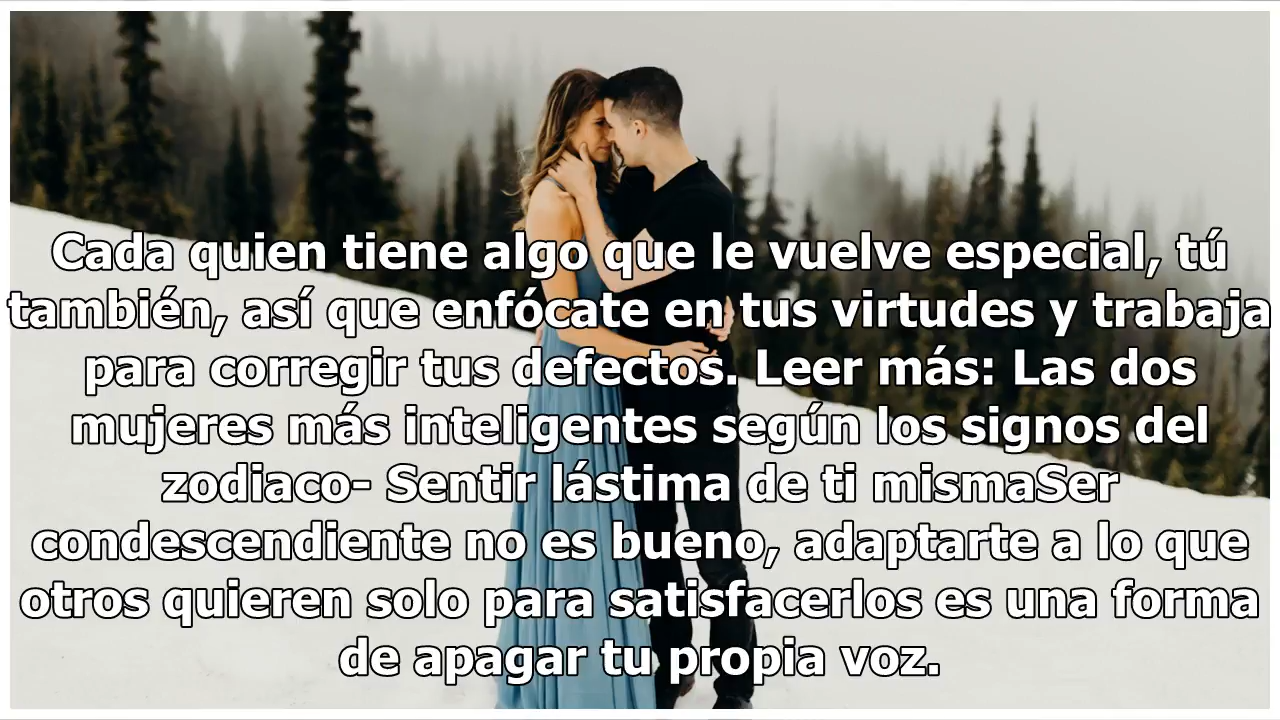 Cada quien tiene algo que le vuelve especial, tú
también, así que enfócate en tus virtudes y trabaja
para corregir tus defectos. Leer más: Las dos
mujeres más inteligentes según los signos del
zodiaco- Sentir lástima de ti mismaSer
condescendiente no es bueno, adaptarte a lo que
otros quieren solo para satisfacerlos es una forma
de apagar tu propia voz.